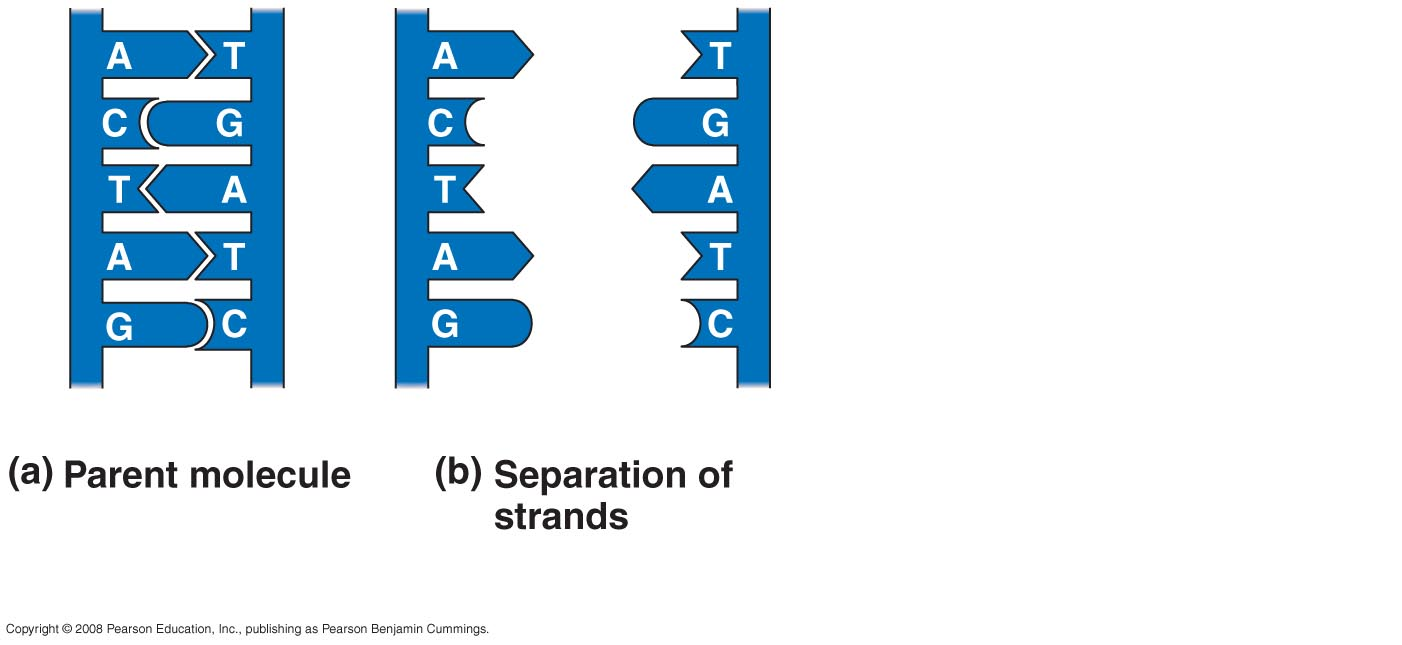 A T A T
C G C G
T A T A
A T A T
G C G C
(a) Parent molecule (b) Separation of
strands
Copyright © 2008 Pearson Education, Inc., publishing as Pearson Benjamin Cummings.